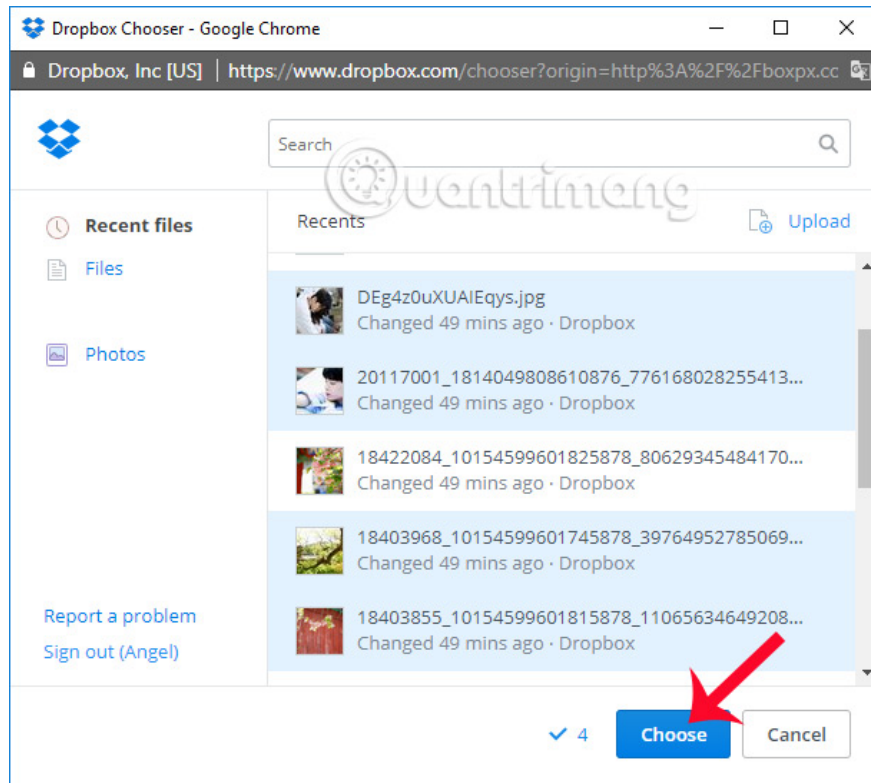 Dropbox Chooser - Google Chrome
Dropbox, Inc [US] | https://www.dropbox.com/chooser?origin=http%3A%2F%2Fboxpx.cc
Search
Quantrimang
Recent files
Recents
Upload
Files
Photos
DEg4z0uXUAIEqys.jpg
Changed 49 mins ago · Dropbox
20117001_1814049808610876_776168028255413...
Changed 49 mins ago · Dropbox
18422084_10154599601825878_80629345484170...
Changed 49 mins ago · Dropbox
18403968_10154599601745878_39764952785069...
Changed 49 mins ago · Dropbox
18403855_10154599601815878_11065634649208...
Changed 49 mins ago · Dropbox
Report a problem
Sign out (Angel)
4
Choose
Cancel